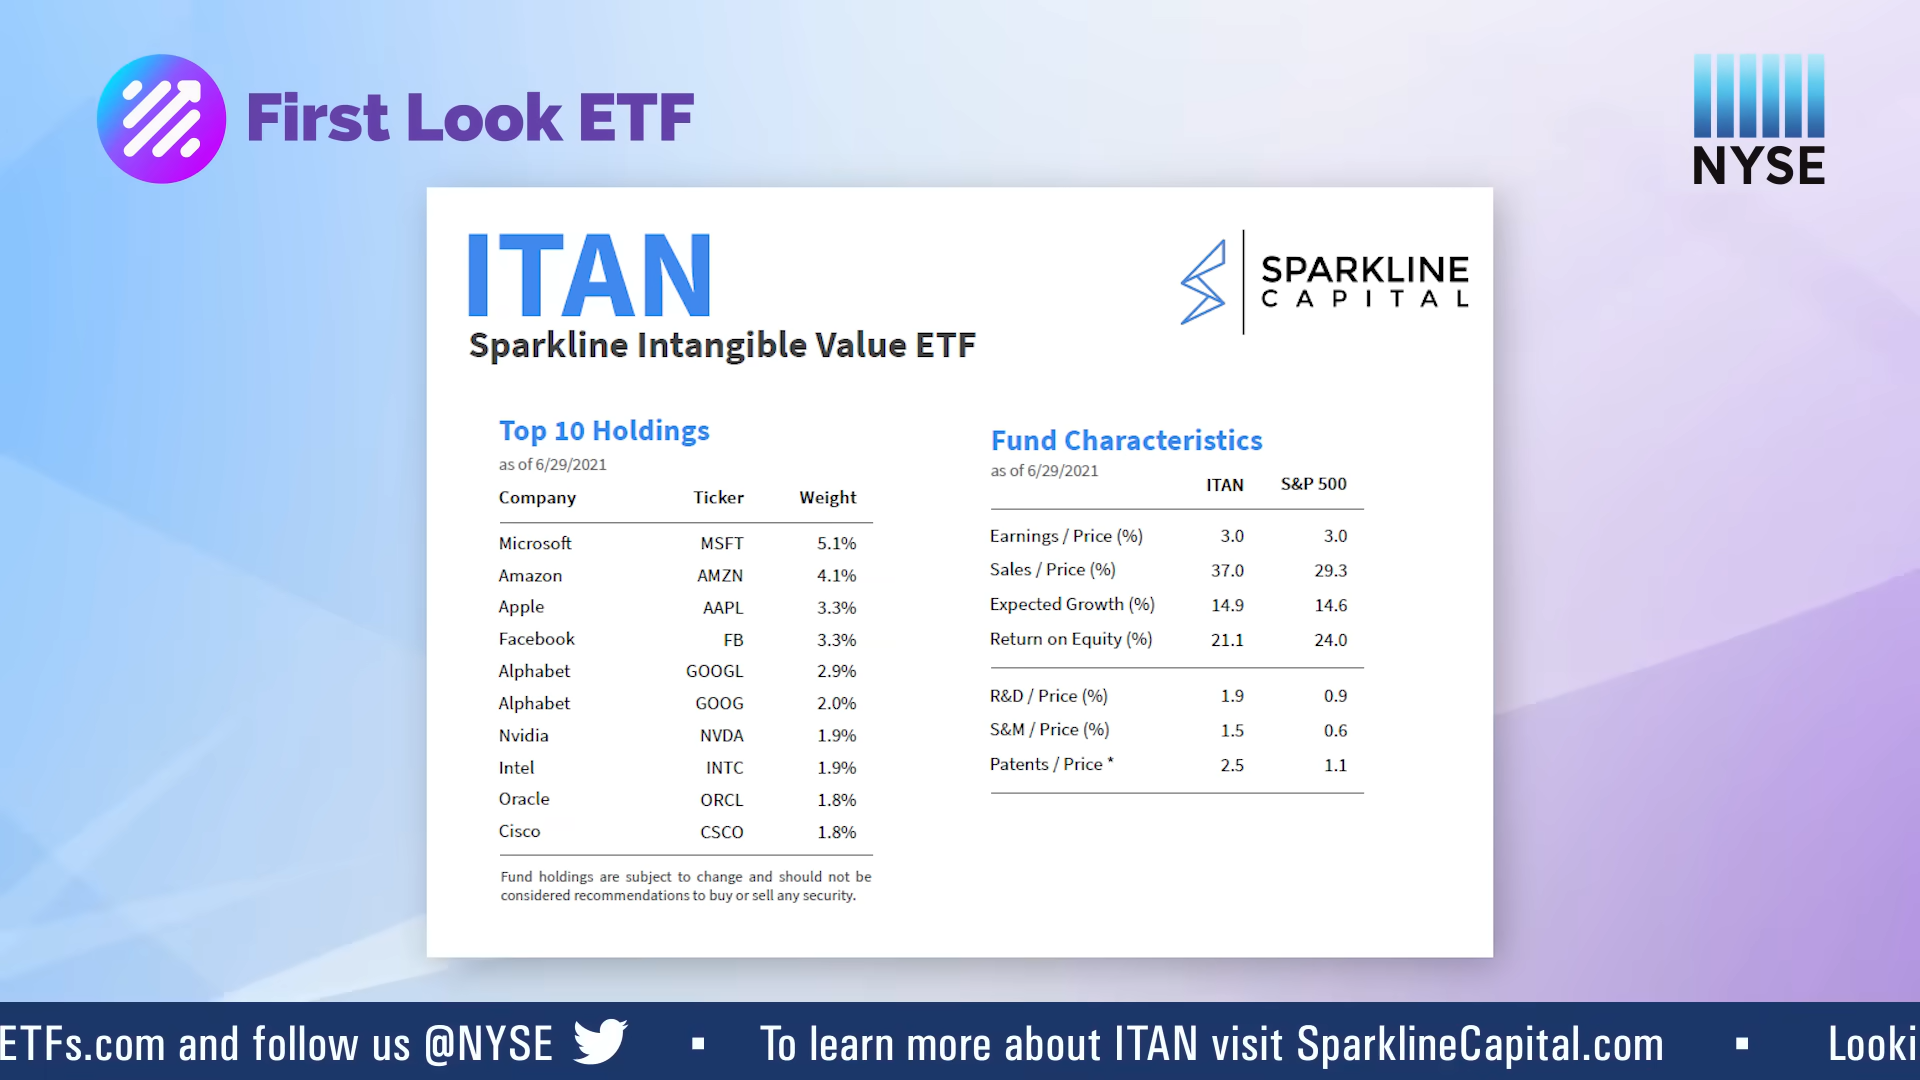 First Look ETF
NYSE
ITAN
Sparkline Intangible Value ETF
SPARKLINE
CAPITAL
Top 10 Holdings
as of 6/29/2021
Company Ticker Weight
Microsoft MSFT 5.1%
Amazon AMZN 4.1%
Apple AAPL 3.3%
Facebook FB 3.3%
Alphabet GOOGL 2.9%
Alphabet GOOG 2.0%
Nvidia NVDA 1.9%
Intel INTC 1.9%
Oracle ORCL 1.8%
Cisco CSCO 1.8%
Fund holdings are subject to change and should not be
considered recommendations to buy or sell any security.
Fund Characteristics
as of 6/29/2021
ITAN S&P 500
Earnings / Price (%) 3.0 3.0
Sales / Price (%) 37.0 29.3
Expected Growth (%) 14.9 14.6
Return on Equity (%) 21.1 24.0
R&D / Price (%) 1.9 0.9
S&M / Price (%) 1.5 0.6
Patents / Price * 2.5 1.1
ETFs.com and follow us @NYSE ▪ To learn more about ITAN visit SparklineCapital.com ▪ Looki